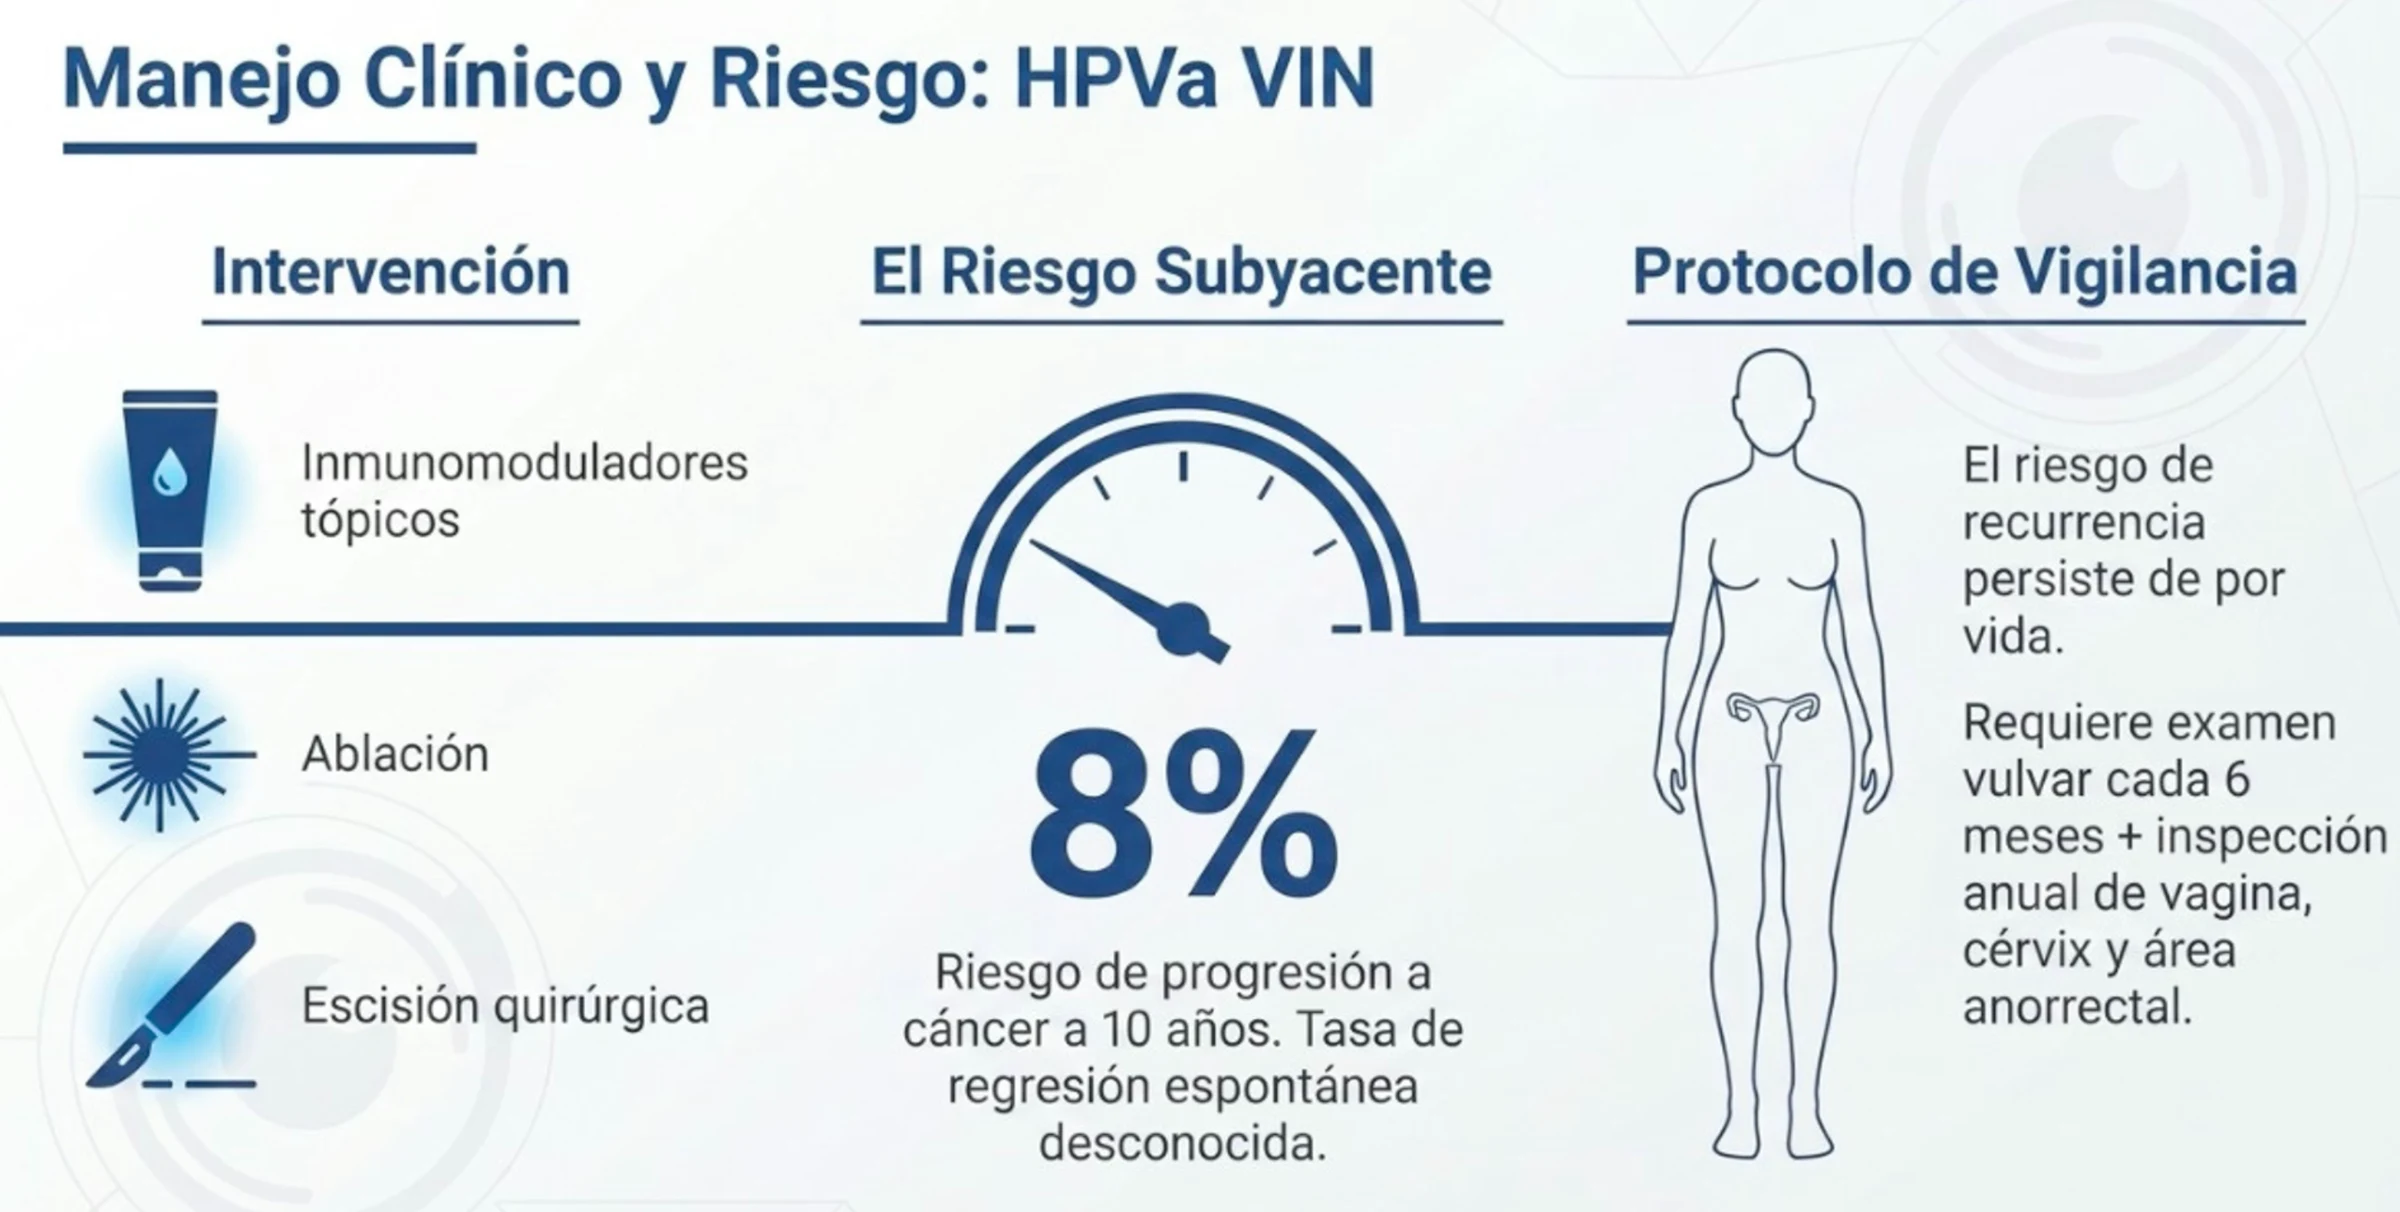 Manejo Clínico y Riesgo: HPVa VIN
Intervención
Inmunomoduladores
tópicos
Ablación
Escisión quirúrgica
El Riesgo Subyacente
8%
Riesgo de progresión a
cáncer a 10 años. Tasa de
regresión espontánea
desconocida.
Protocolo de Vigilancia
El riesgo de
recurrencia
persiste de por
vida.
Requiere examen
vulvar cada 6
meses + inspección
anual de vagina,
cérvix y área
anorrectal.